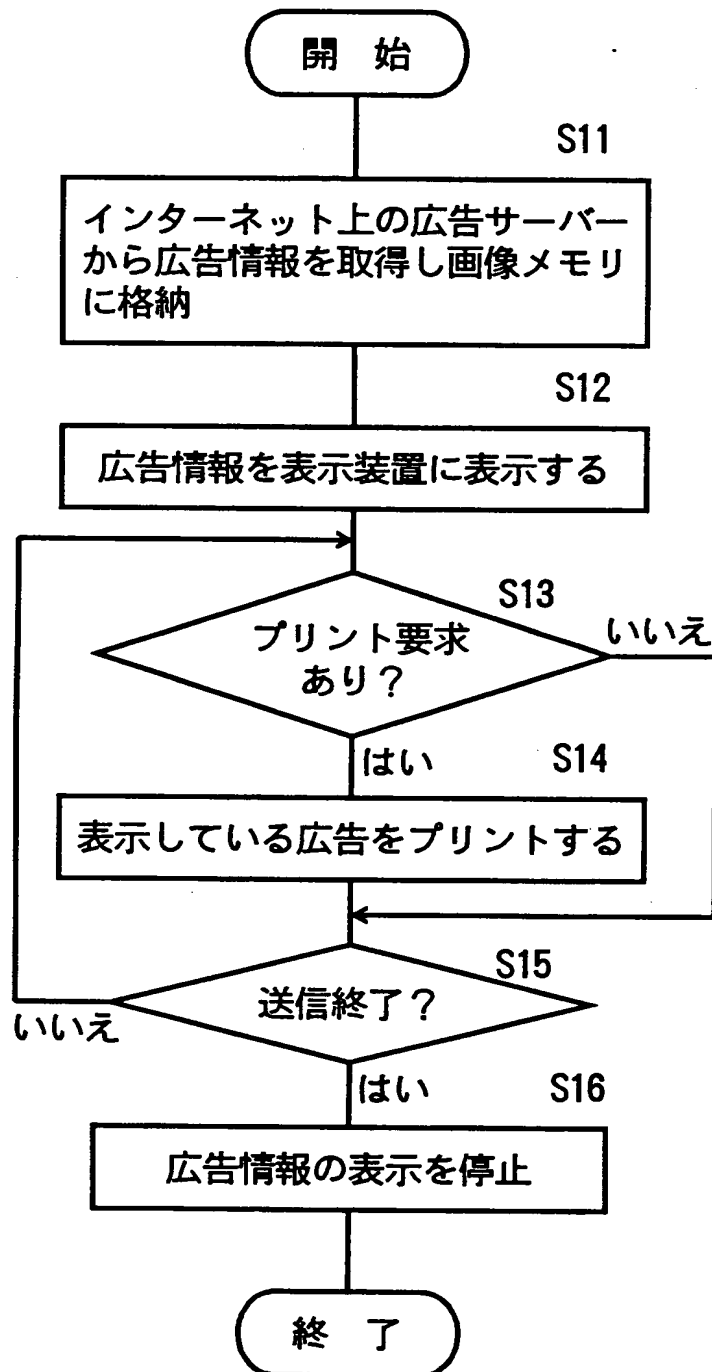 開 始
S11
インターネット上の広告サーバー
から広告情報を取得し画像メモリ
に格納
S12
広告情報を表示装置に表示する
S13
プリント要求
あり?
いいえ
はい
S14
表示している広告をプリントする
S15
送信終了?
いいえ
はい
S16
広告情報の表示を停止
終 了